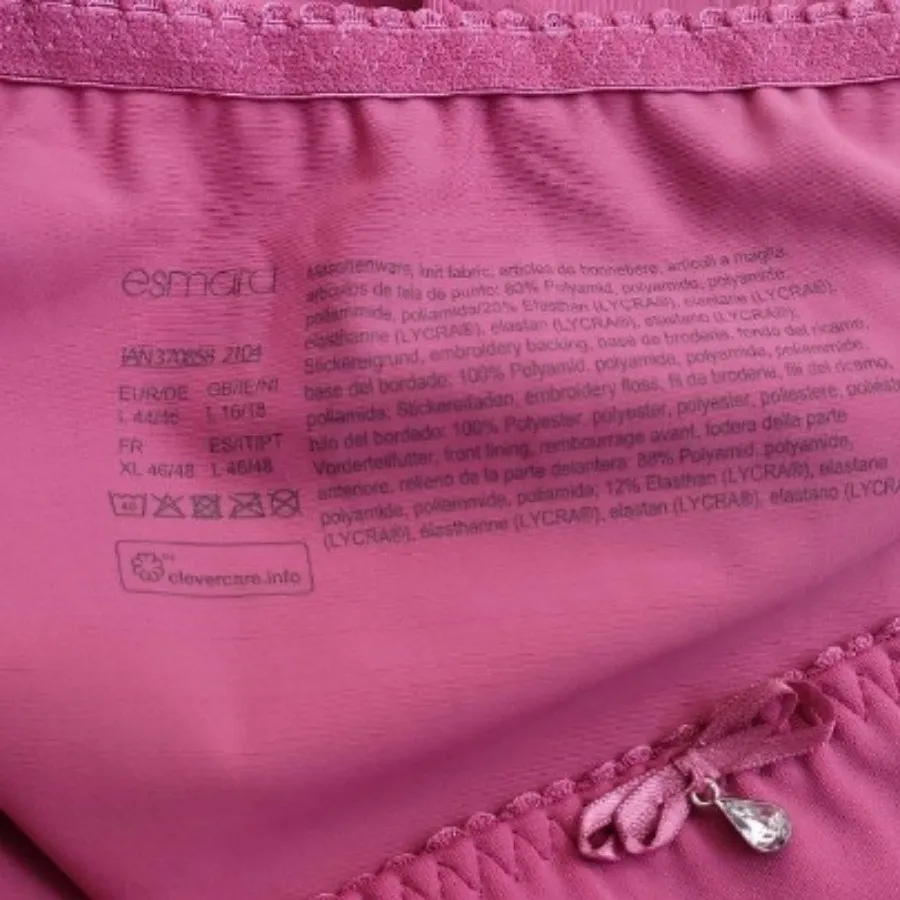 esmara
IAN 370858 2104
EUR/DE GB/IE/NI
L 44/46 L 16/18
FR ES/IT/PT
XL 46/48 L 46/48
40
clevercare.info
Maschenware, knit fabric, articles de bonneterie, articoli a maglia,
artículos de tela de punto: 80% Polyamid, polyamide, polyamide,
poliammide, poliamida/20% Elasthan (LYCRA®), elastane (LYCRA®),
élasthanne (LYCRA®), elastan (LYCRA®), elastano (LYCRA®)
Stickereigrund, embroidery backing, base de broderie, fondo del ricamo,
base del bordado: 100% Polyamid, polyamide, polyamide, poliammide,
poliamida; Stickereifaden, embroidery floss, fil de broderie, fili del ricamo,
hilo del bordado: 100% Polyester, polyester, polyester, poliestere,
Vorderteilfutter, front lining, rembourrage avant, fodera della parte
anteriore, relleno de la parte delantera: 88% Polyamid, polyamide,
polyamide, poliammide, poliamida; 12% Elasthan (LYCRA®), elastane
(LYCRA®), élasthanne (LYCRA®), elastan (LYCRA®), elastano (LYCRA®)